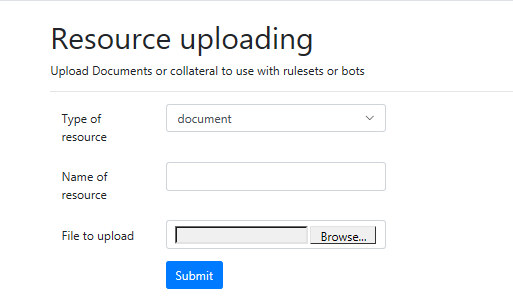 Resource uploading
Upload Documents or collateral to use with rulesets or bots
Type of
resource
document
Name of
resource
File to upload
Browse...
Submit